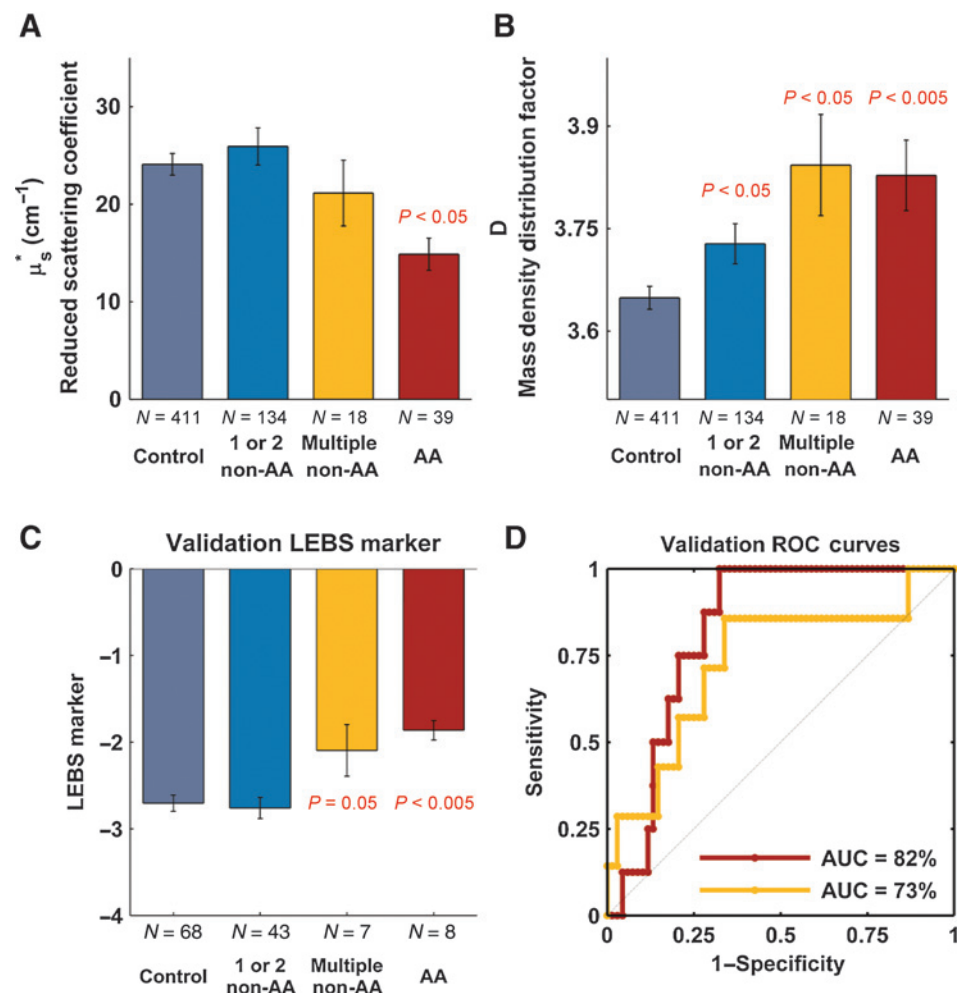 A
Reduced scattering coefficient
μs* (cm⁻¹)
30
20
10
0
P < 0.05
N = 411
N = 134
N = 18
N = 39
Control
1 or 2 non-AA
Multiple non-AA
AA
B
Mass density distribution factor
D
3.9
3.75
3.6
P < 0.05
P < 0.05
P < 0.005
N = 411
N = 134
N = 18
N = 39
Control
1 or 2 non-AA
Multiple non-AA
AA
C
Validation LEBS marker
LEBS marker
0
−1
−2
−3
−4
P = 0.05
P < 0.005
N = 68
N = 43
N = 7
N = 8
Control
1 or 2 non-AA
Multiple non-AA
AA
D
Validation ROC curves
Sensitivity
1
0.75
0.5
0.25
0
AUC = 82%
AUC = 73%
0
0.25
0.5
0.75
1
1−Specificity